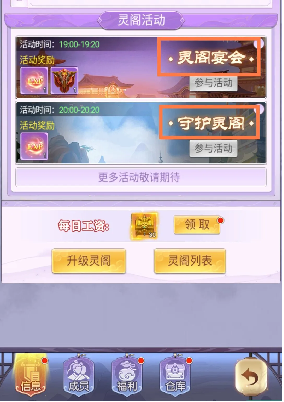 灵阁活动
活动时间：19:00-19:20
活动奖励
灵阁宴会
参与活动
活动时间：20:00-20:20
活动奖励
守护灵阁
参与活动
更多活动敬请期待
每日工资：
领取
升级灵阁
灵阁列表
信息
成员
福利
仓库